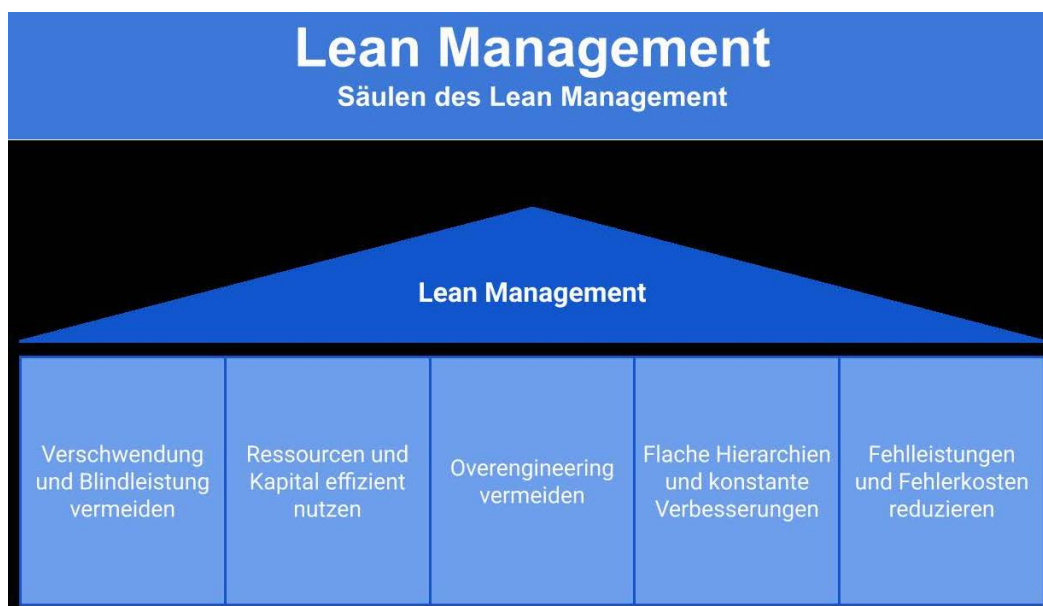 Lean Management
Säulen des Lean Management
Lean Management
Verschwendung
und Blindleistung
vermeiden
Ressourcen und
Kapital effizient
nutzen
Overengineering
vermeiden
Flache Hierarchien
und konstante
Verbesserungen
Fehlleistungen
und Fehlerkosten
reduzieren